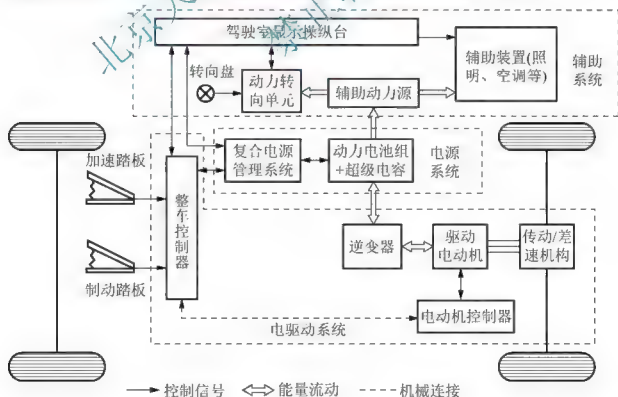 驾驶室显示操纵台
辅助装置(照
明、空调等)
辅助
系统
转向盘
动力转
向单元
辅助动力源
加速踏板
复合电源
管理系统
动力电池组
+超级电容
电源
系统
整车控制器
逆变器
驱动
电动机
传动/差
速机构
制动踏板
电动机控制器
电驱动系统
控制信号
能量流动
机械连接